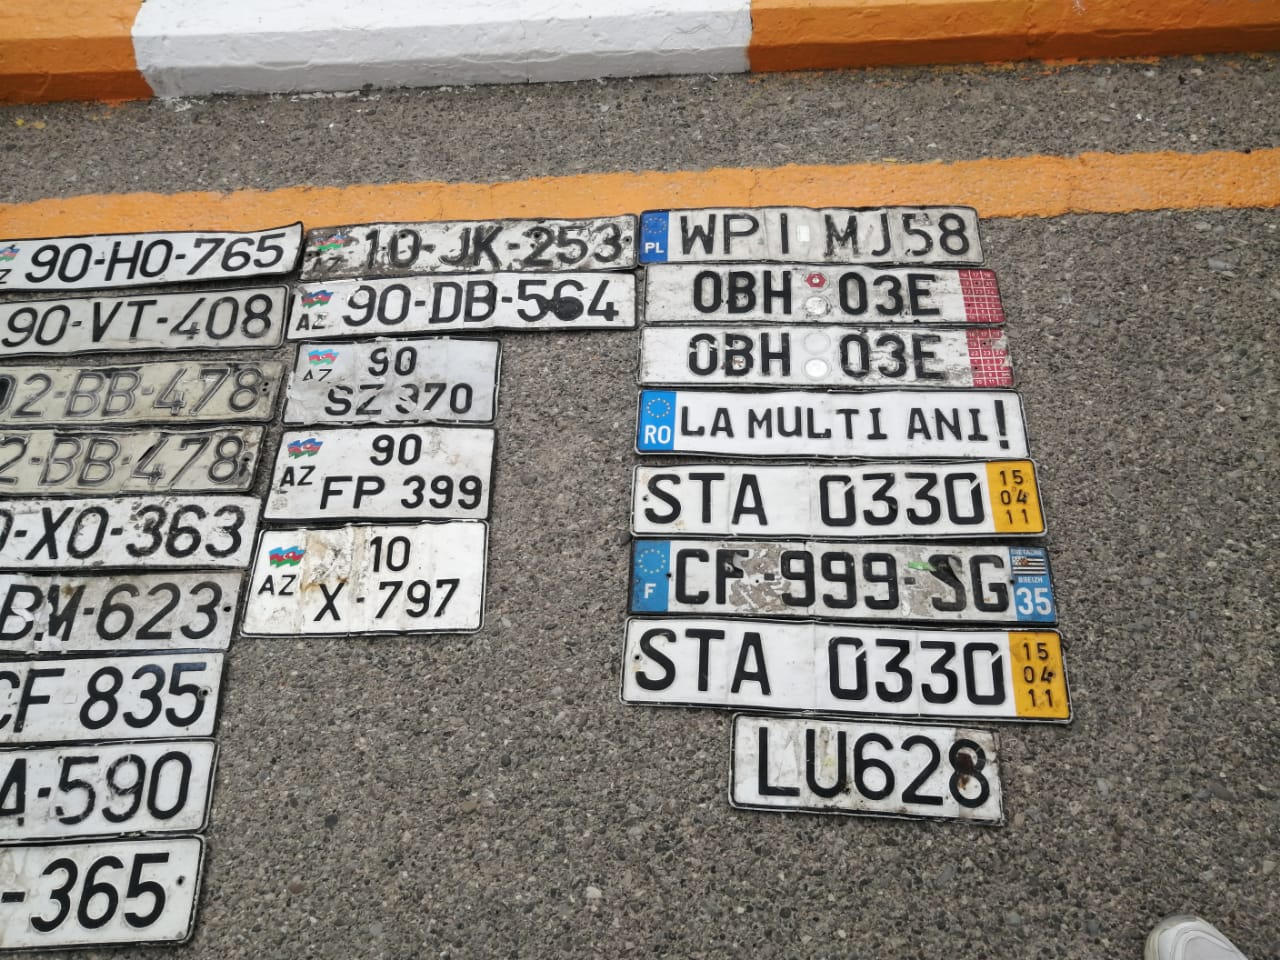 90-HO-765
90-VT-408
02-BB-478
2-BB-478
-XO-363
BM-623
CF 835
A-590
-365
10-JK-253
AZ
90-DB-564
AZ
90
SZ 370
AZ
90
FP 399
AZ
10
X-797
PL
WPI MJ58
OBH 03E
OBH 03E
RO
LA MULTI ANI!
STA 0330
15
04
11
F
CF-999-SG
BREIZH
35
STA 0330
15
04
11
LU628